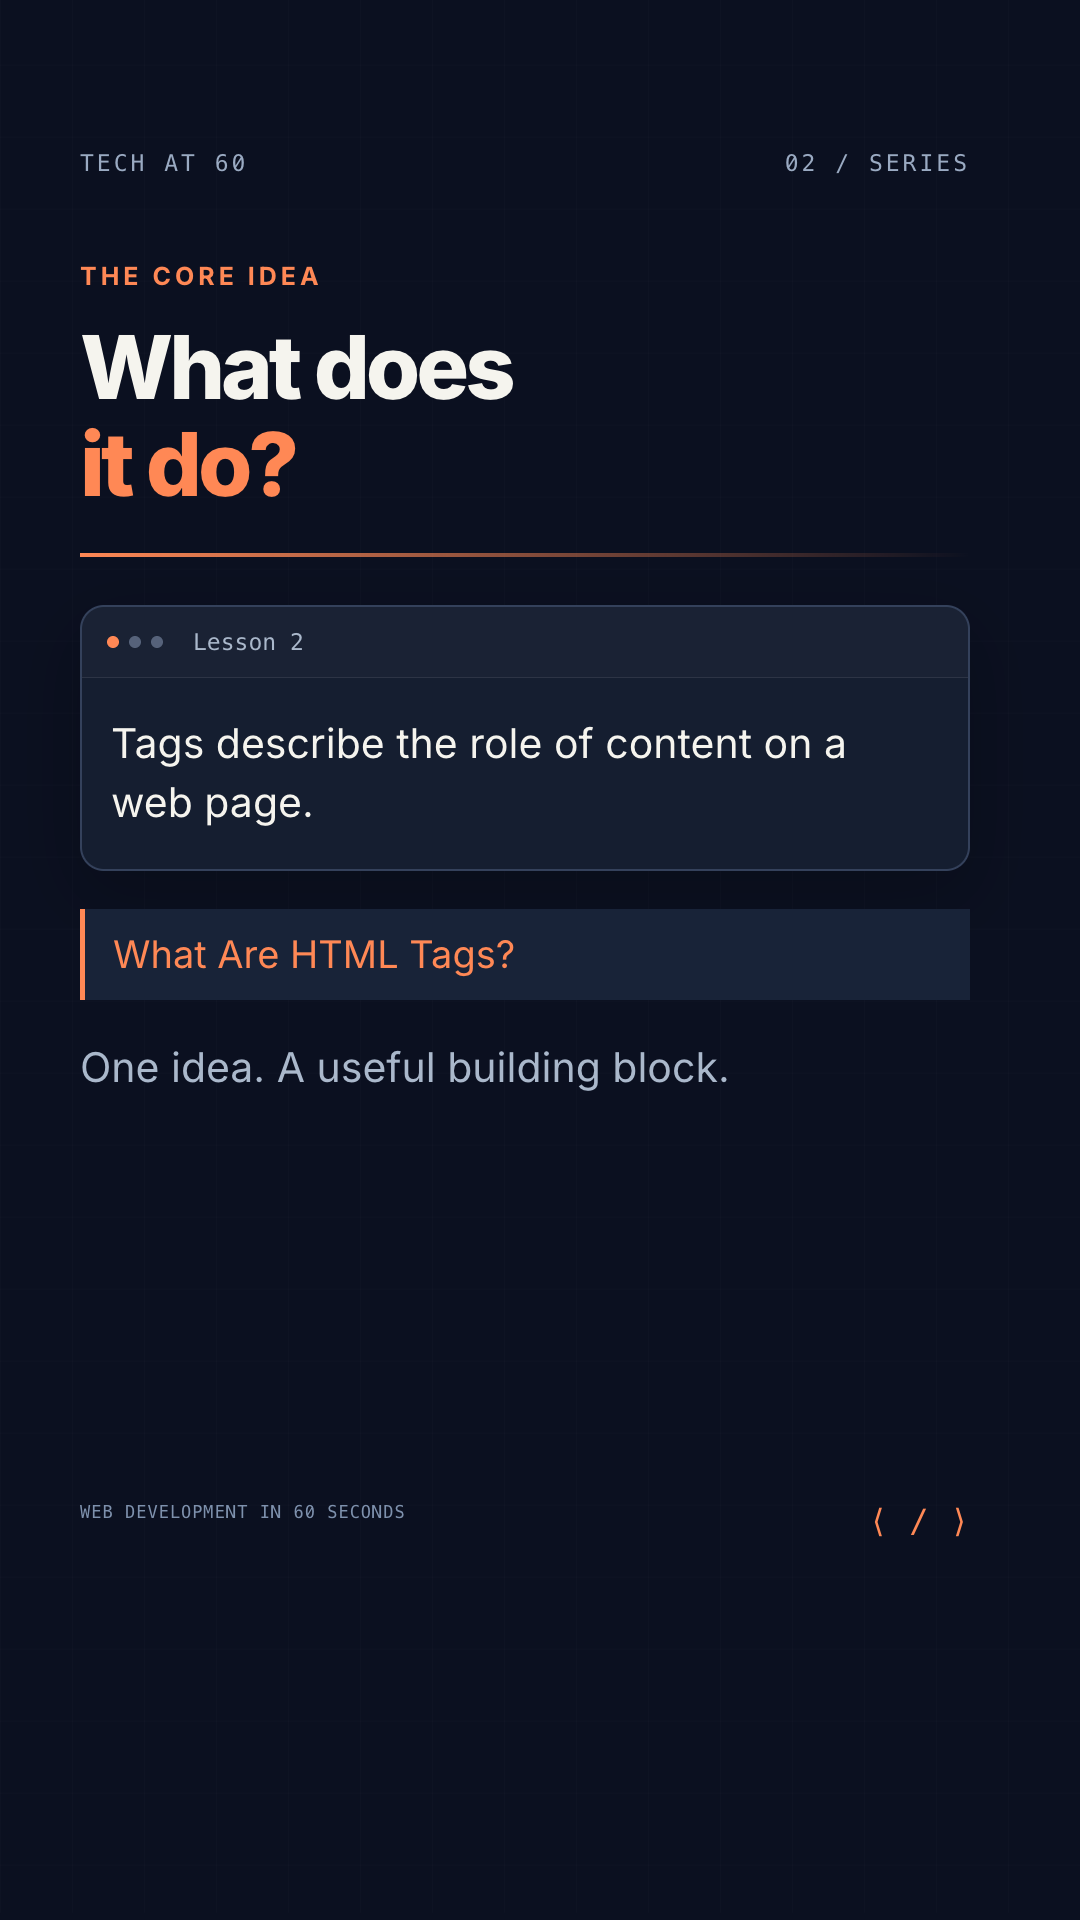 TECH AT 60
02 / SERIES
THE CORE IDEA
What does
it do?
Lesson 2
Tags describe the role of content on a
web page.
What Are HTML Tags?
One idea. A useful building block.
WEB DEVELOPMENT IN 60 SECONDS
⟨ / ⟩